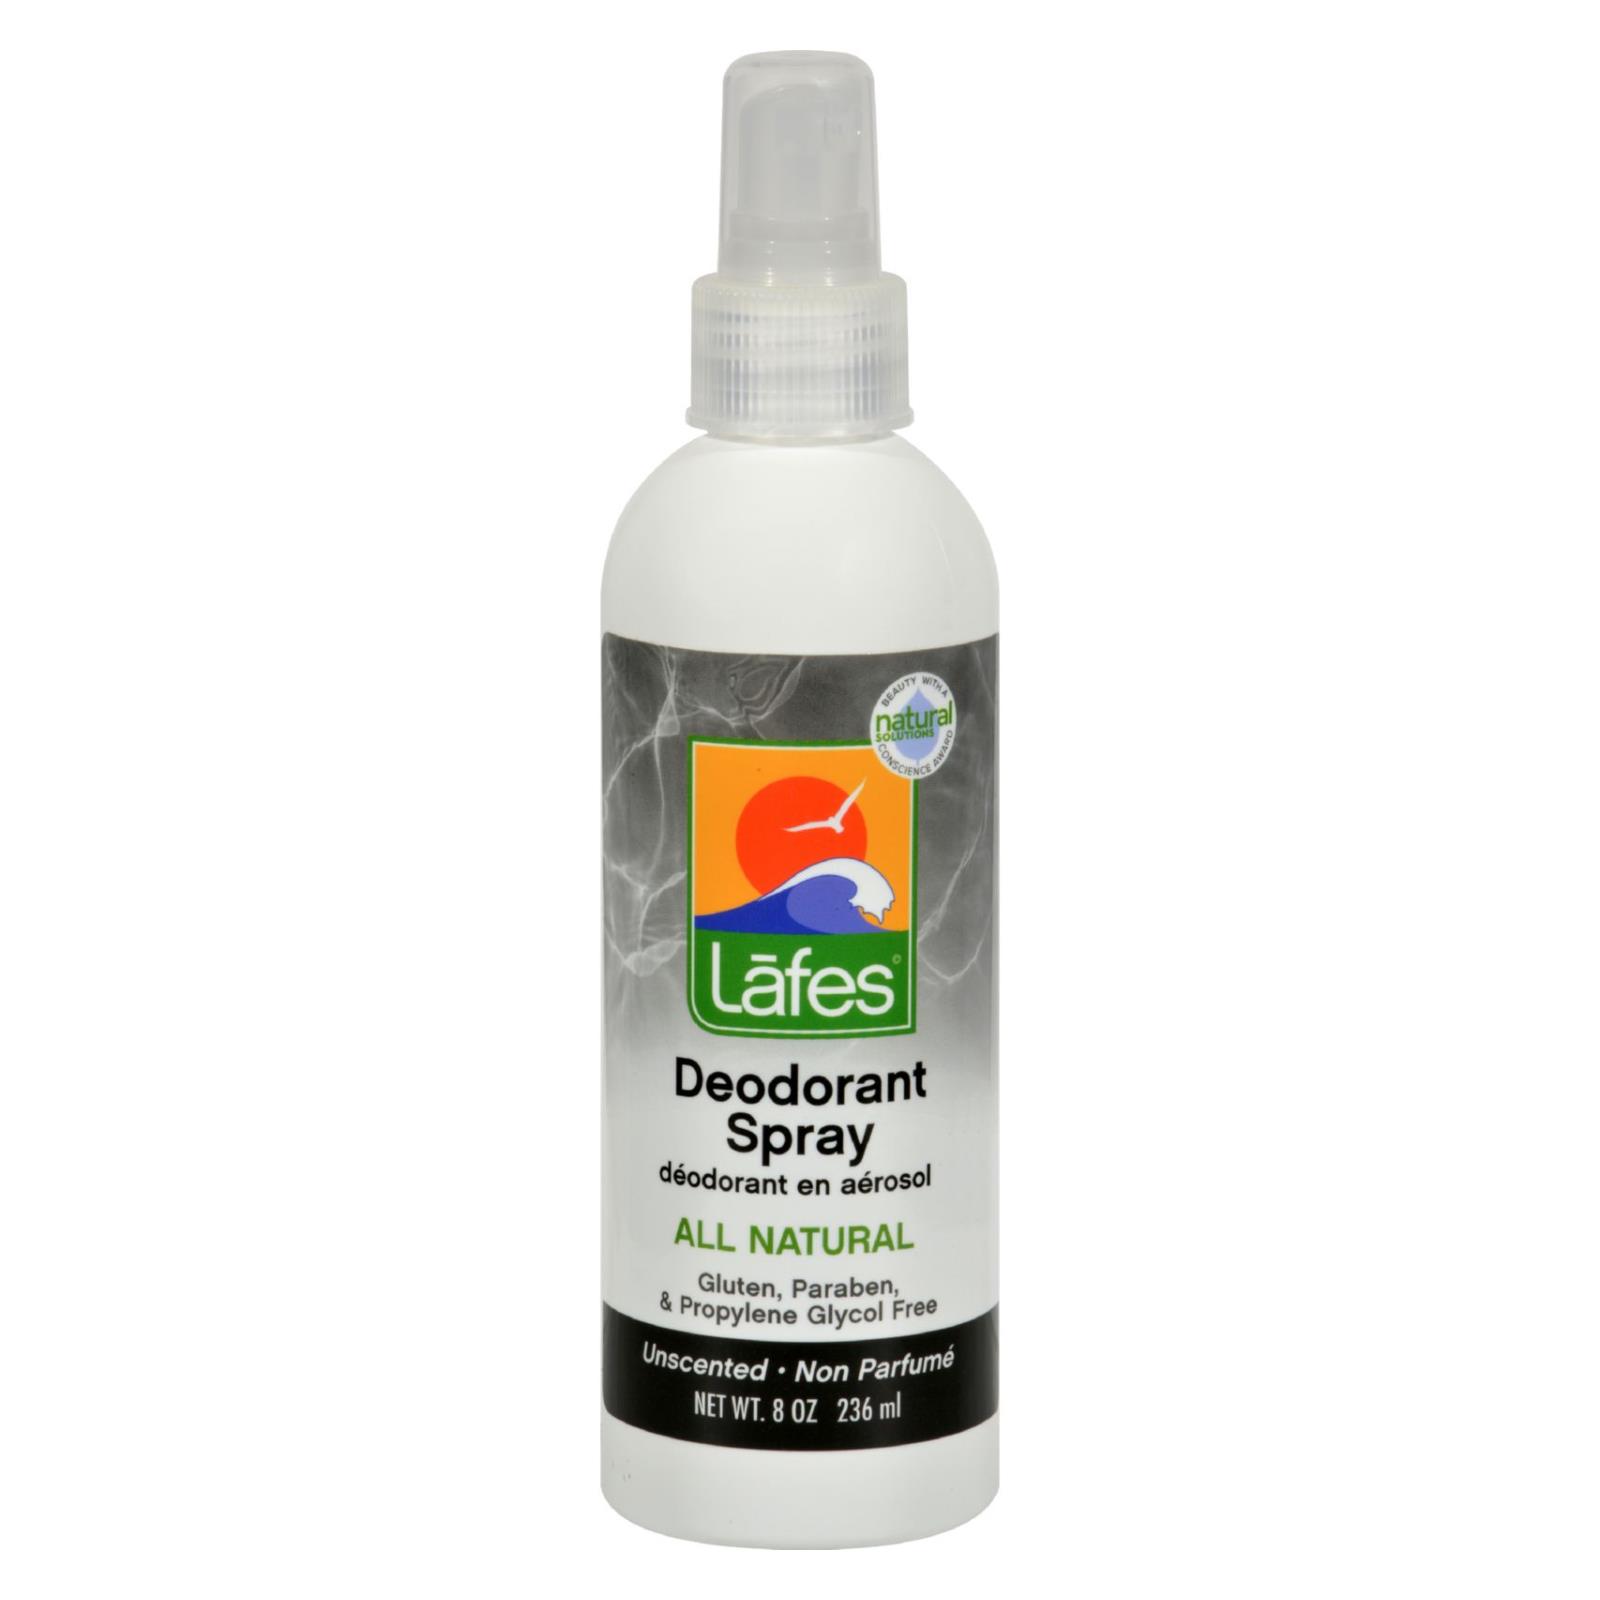 BEAUTY WITH A
natural
SOLUTIONS
CONSCIENCE AWARD
Lāfes©
Deodorant
Spray
déodorant en aérosol
ALL NATURAL
Gluten, Paraben,
& Propylene Glycol Free
Unscented • Non Parfumé
NET WT. 8 OZ 236 ml